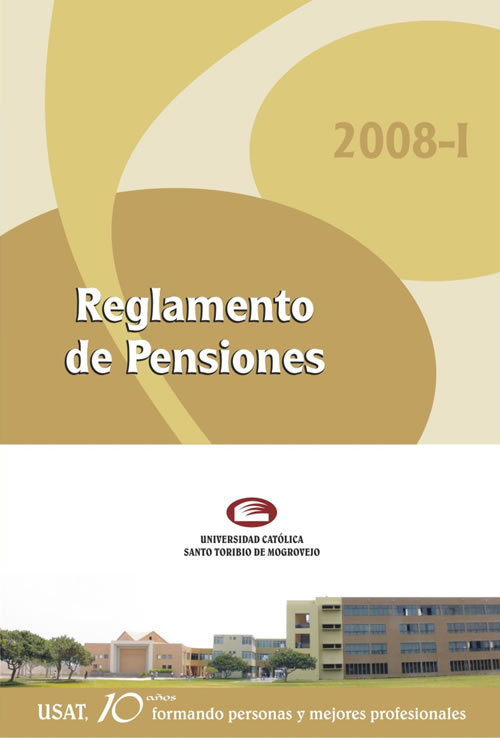 2008-I
Reglamento
de Pensiones
UNIVERSIDAD CATÓLICA
SANTO TORIBIO DE MOGROVEJO
USAT, 10 años formando personas y mejores profesionales